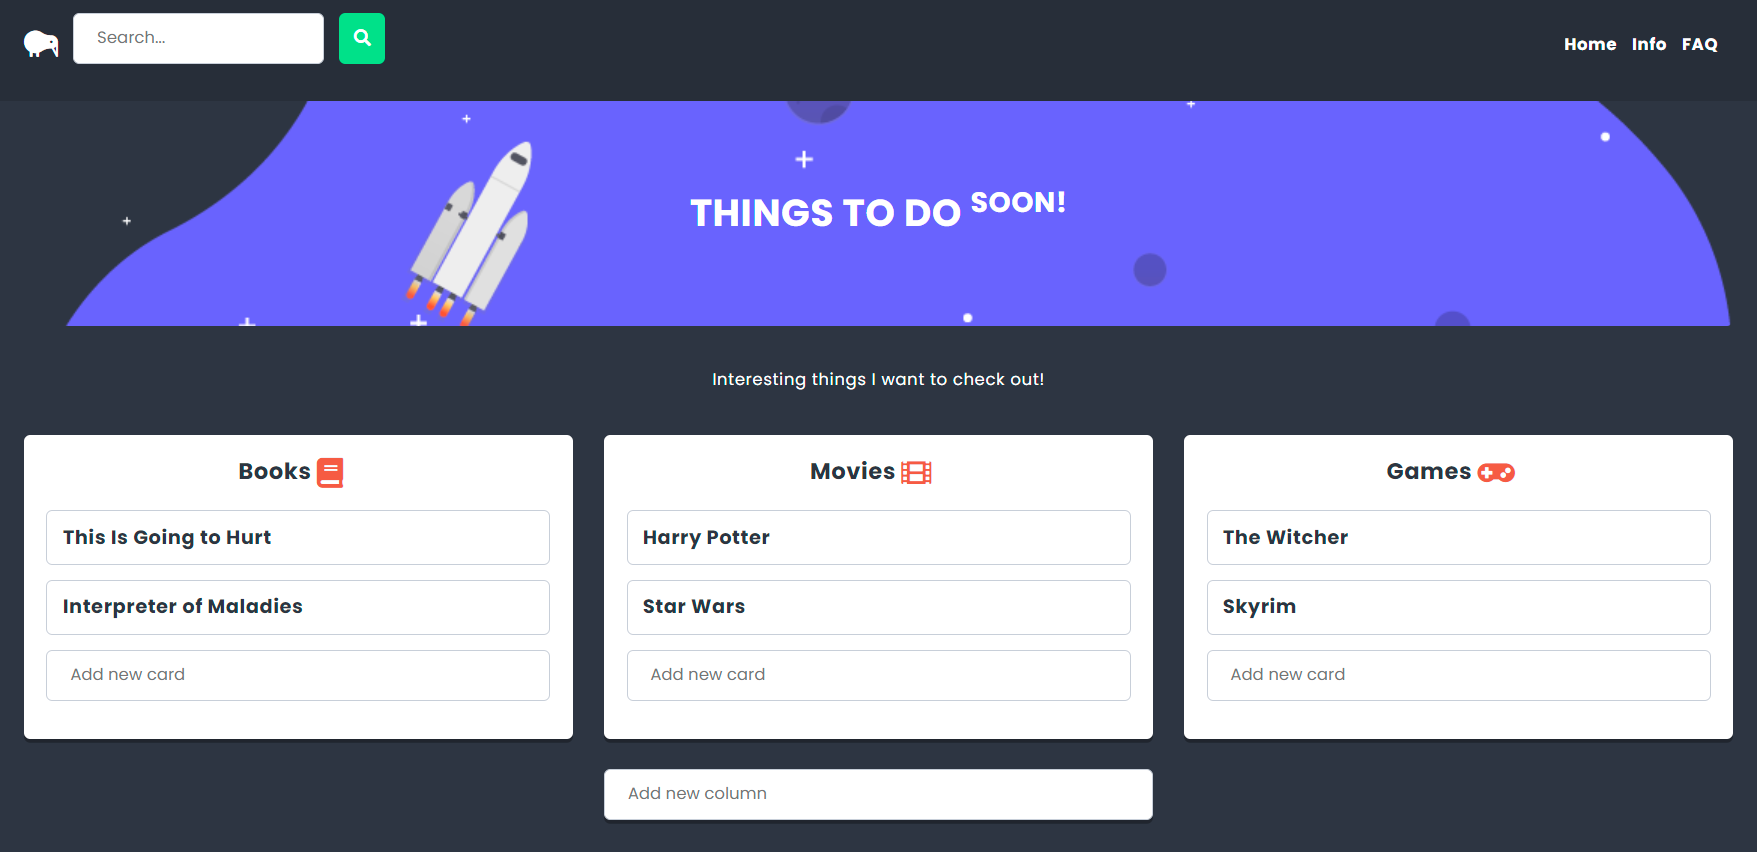 Search...
Home Info FAQ
THINGS TO DO SOON!
Interesting things I want to check out!
Books
This Is Going to Hurt
Interpreter of Maladies
Add new card
Movies
Harry Potter
Star Wars
Add new card
Games
The Witcher
Skyrim
Add new card
Add new column